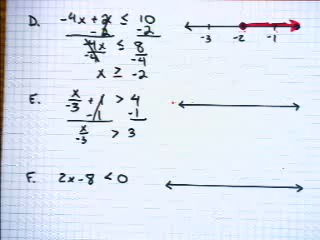 D. -4x + 2 ≤ 10
-2 -2
-4x ≤ 8
-4 -4
x ≥ -2
-3 -2 -1
E. x/-3 + 1 > 4
-1 -1
x/-3 > 3
F. 2x - 8 < 0